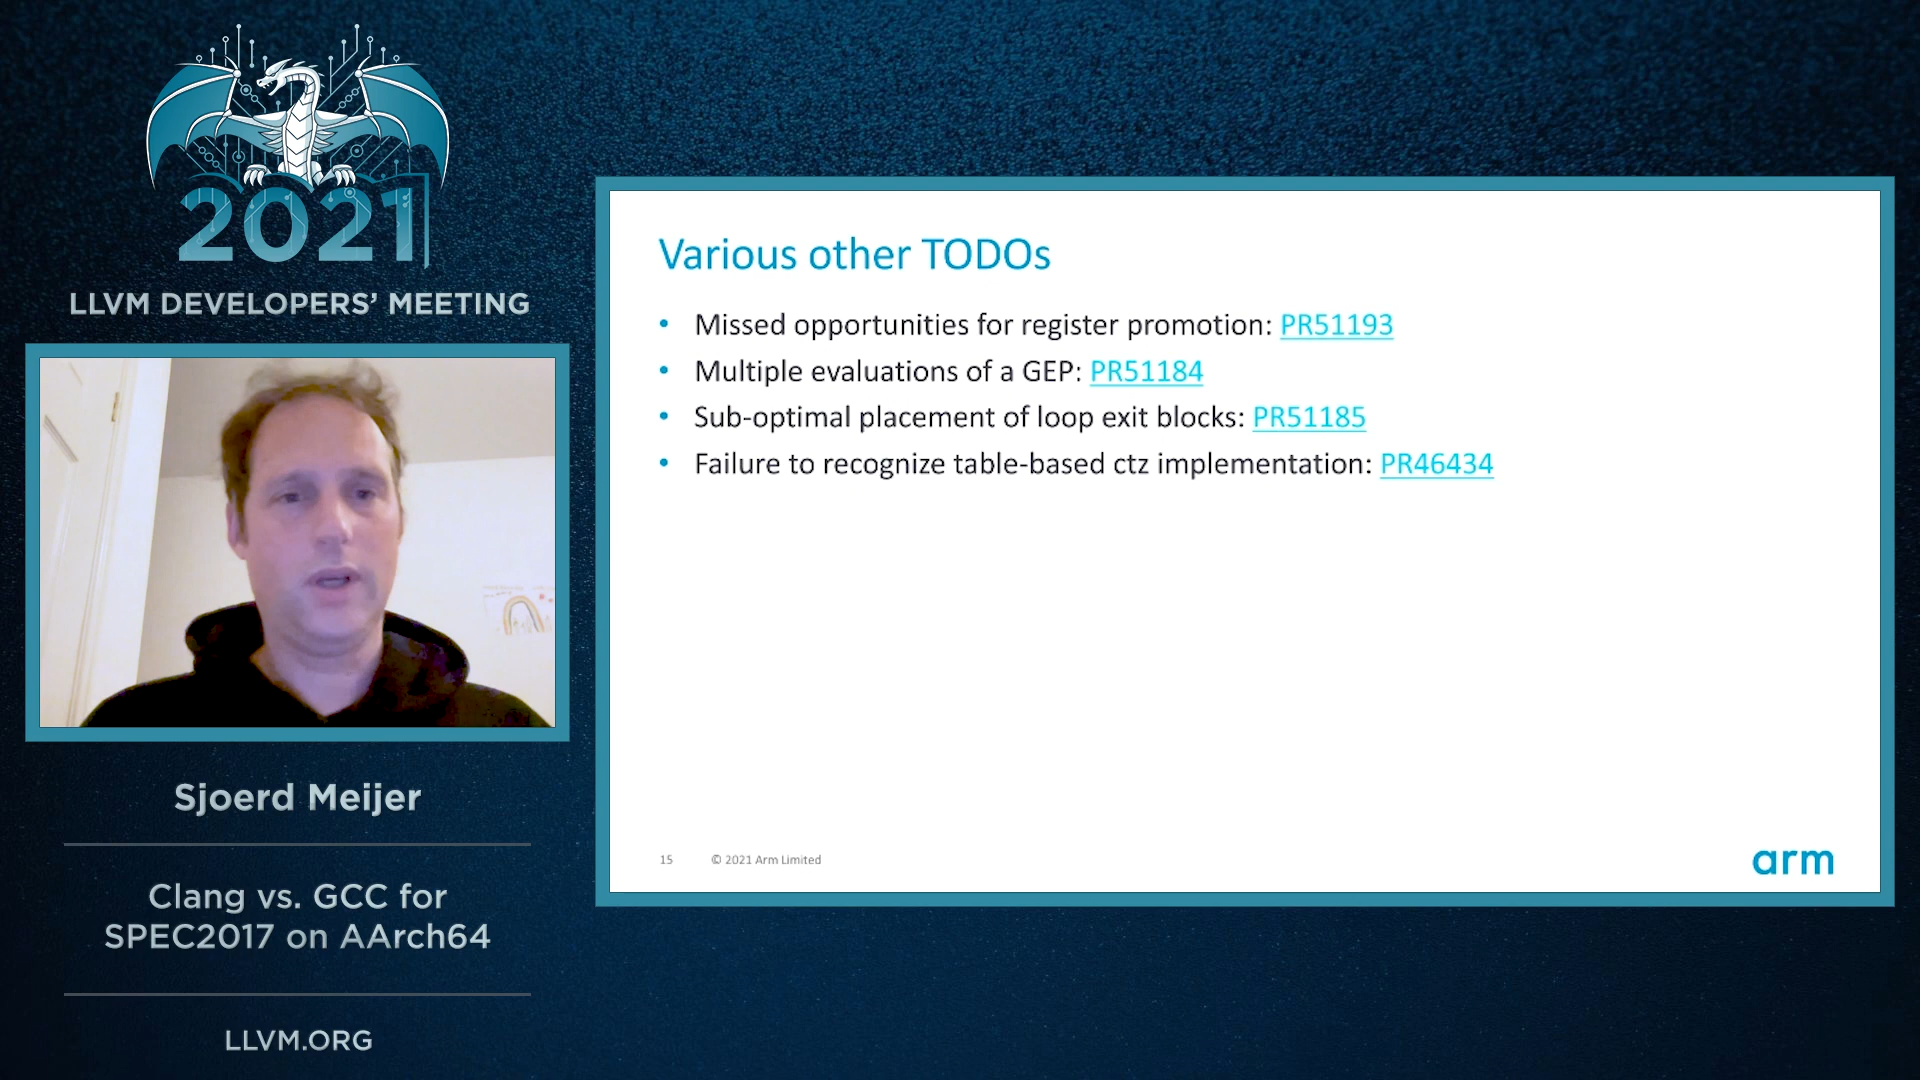 2021
LLVM DEVELOPERS' MEETING
Sjoerd Meijer
Clang vs. GCC for
SPEC2017 on AArch64
LLVM.ORG
Various other TODOs
• Missed opportunities for register promotion: PR51193
• Multiple evaluations of a GEP: PR51184
• Sub-optimal placement of loop exit blocks: PR51185
• Failure to recognize table-based ctz implementation: PR46434
15 © 2021 Arm Limited
arm